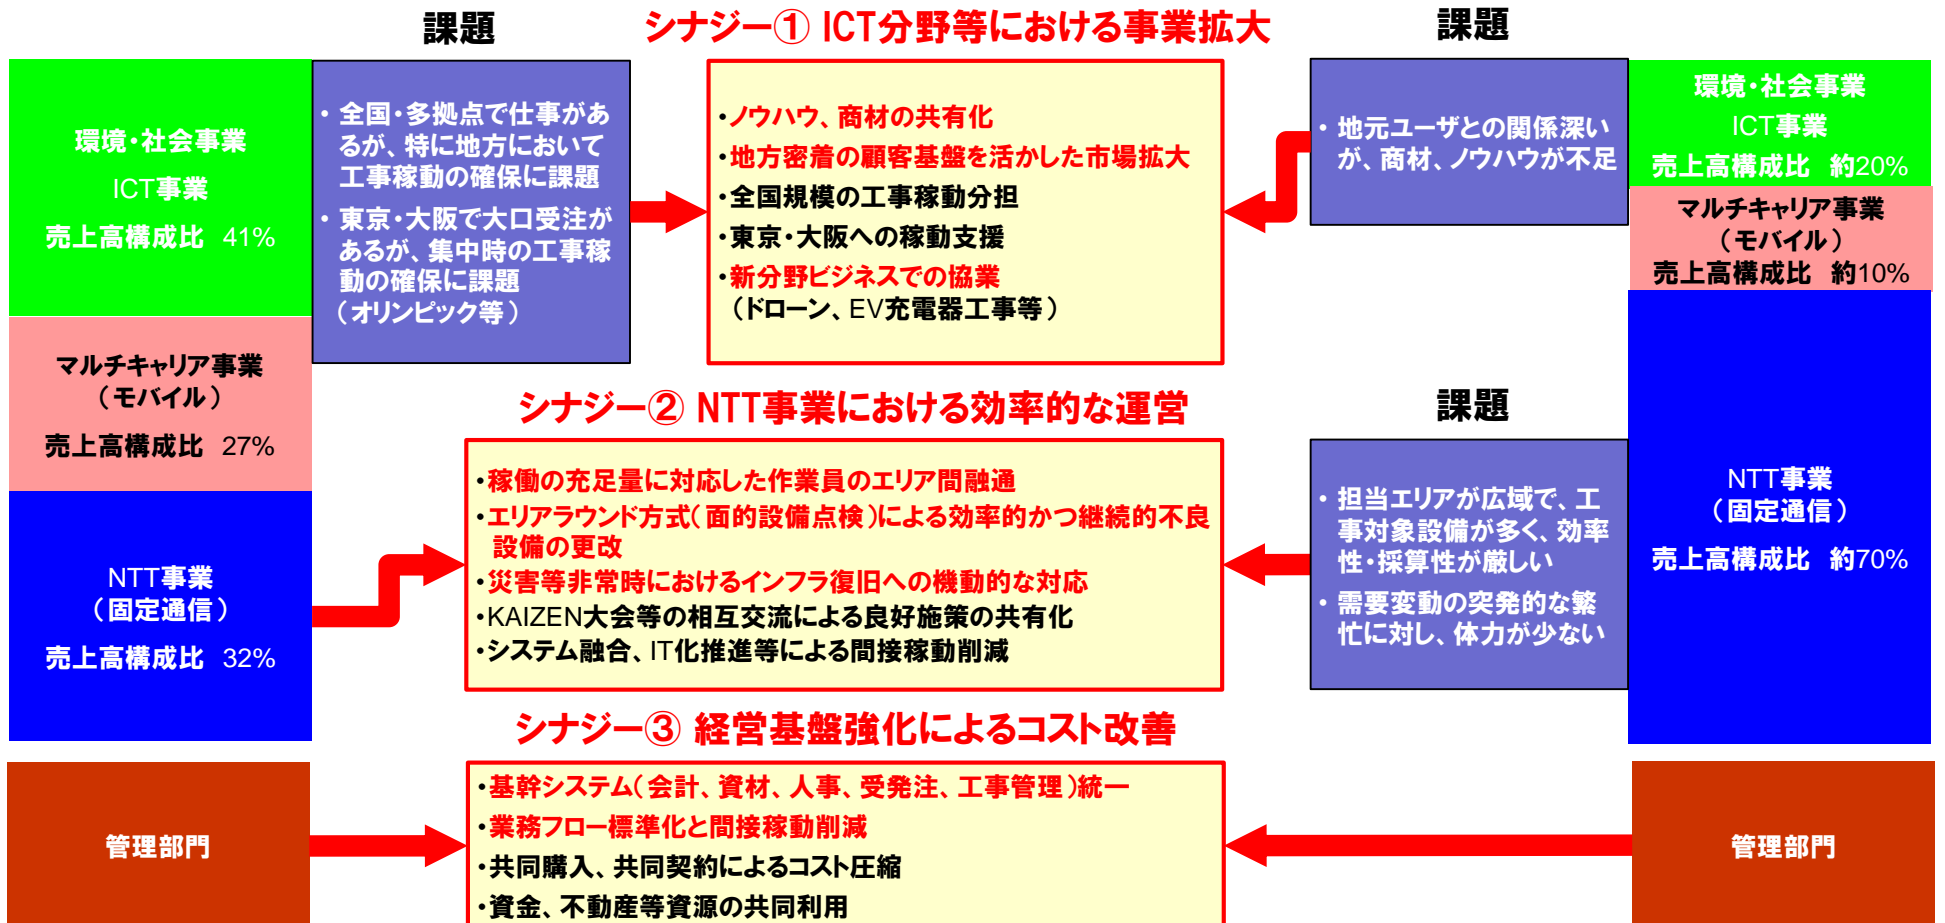 課題
シナジー① ICT分野等における事業拡大
課題
環境・社会事業
ICT事業
売上高構成比 41%
マルチキャリア事業
（モバイル）
売上高構成比 27%
NTT事業
（固定通信）
売上高構成比 32%
管理部門
・全国・多拠点で仕事があ
るが、特に地方において
工事稼動の確保に課題
・東京・大阪で大口受注が
あるが、集中時の工事稼
動の確保に課題
（オリンピック等）
・ノウハウ、商材の共有化
・地方密着の顧客基盤を活かした市場拡大
・全国規模の工事稼動分担
・東京・大阪への稼動支援
・新分野ビジネスでの協業
（ドローン、EV充電器工事等）
・地元ユーザとの関係深い
が、商材、ノウハウが不足
環境・社会事業
ICT事業
売上高構成比 約20%
マルチキャリア事業
（モバイル）
売上高構成比 約10%
NTT事業
（固定通信）
売上高構成比 約70%
管理部門
シナジー② NTT事業における効率的な運営
課題
・稼働の充足量に対応した作業員のエリア間融通
・エリアラウンド方式（面的設備点検）による効率的かつ継続的不良
設備の更改
・災害等非常時におけるインフラ復旧への機動的な対応
・KAIZEN大会等の相互交流による良好施策の共有化
・システム融合、IT化推進等による間接稼動削減
・担当エリアが広域で、工
事対象設備が多く、効率
性・採算性が厳しい
・需要変動の突発的な繁
忙に対し、体力が少ない
シナジー③ 経営基盤強化によるコスト改善
・基幹システム（会計、資材、人事、受発注、工事管理）統一
・業務フロー標準化と間接稼動削減
・共同購入、共同契約によるコスト圧縮
・資金、不動産等資源の共同利用